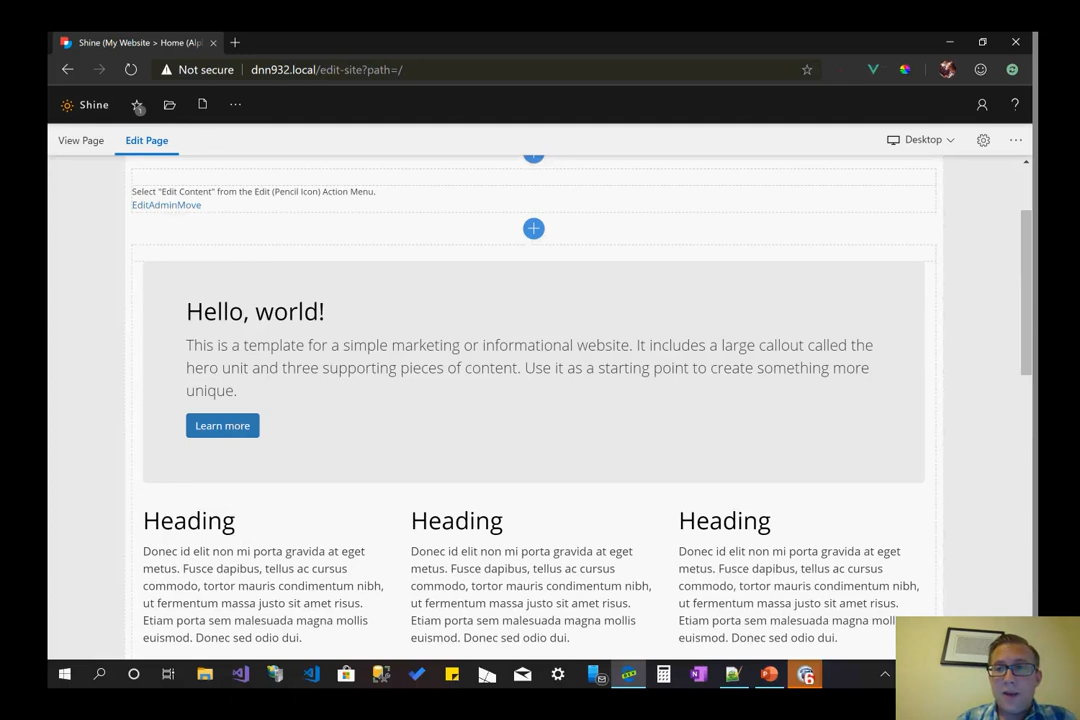 Shine (My Website > Home (Alp
Not secure
dnn932.local/edit-site?path=/
Shine
View Page
Edit Page
Desktop
Select "Edit Content" from the Edit (Pencil Icon) Action Menu.
EditAdminMove
Hello, world!
This is a template for a simple marketing or informational website. It includes a large callout called the
hero unit and three supporting pieces of content. Use it as a starting point to create something more
unique.
Learn more
Heading
Donec id elit non mi porta gravida at eget
metus. Fusce dapibus, tellus ac cursus
commodo, tortor mauris condimentum nibh,
ut fermentum massa justo sit amet risus.
Etiam porta sem malesuada magna mollis
euismod. Donec sed odio dui.
Heading
Donec id elit non mi porta gravida at eget
metus. Fusce dapibus, tellus ac cursus
commodo, tortor mauris condimentum nibh,
ut fermentum massa justo sit amet risus.
Etiam porta sem malesuada magna mollis
euismod. Donec sed odio dui.
Heading
Donec id elit non mi porta gravida at eget
metus. Fusce dapibus, tellus ac cursus
commodo, tortor mauris condimentum nibh,
ut fermentum massa justo sit amet risus.
Etiam porta sem malesuada magna mollis
euismod. Donec sed odio dui.